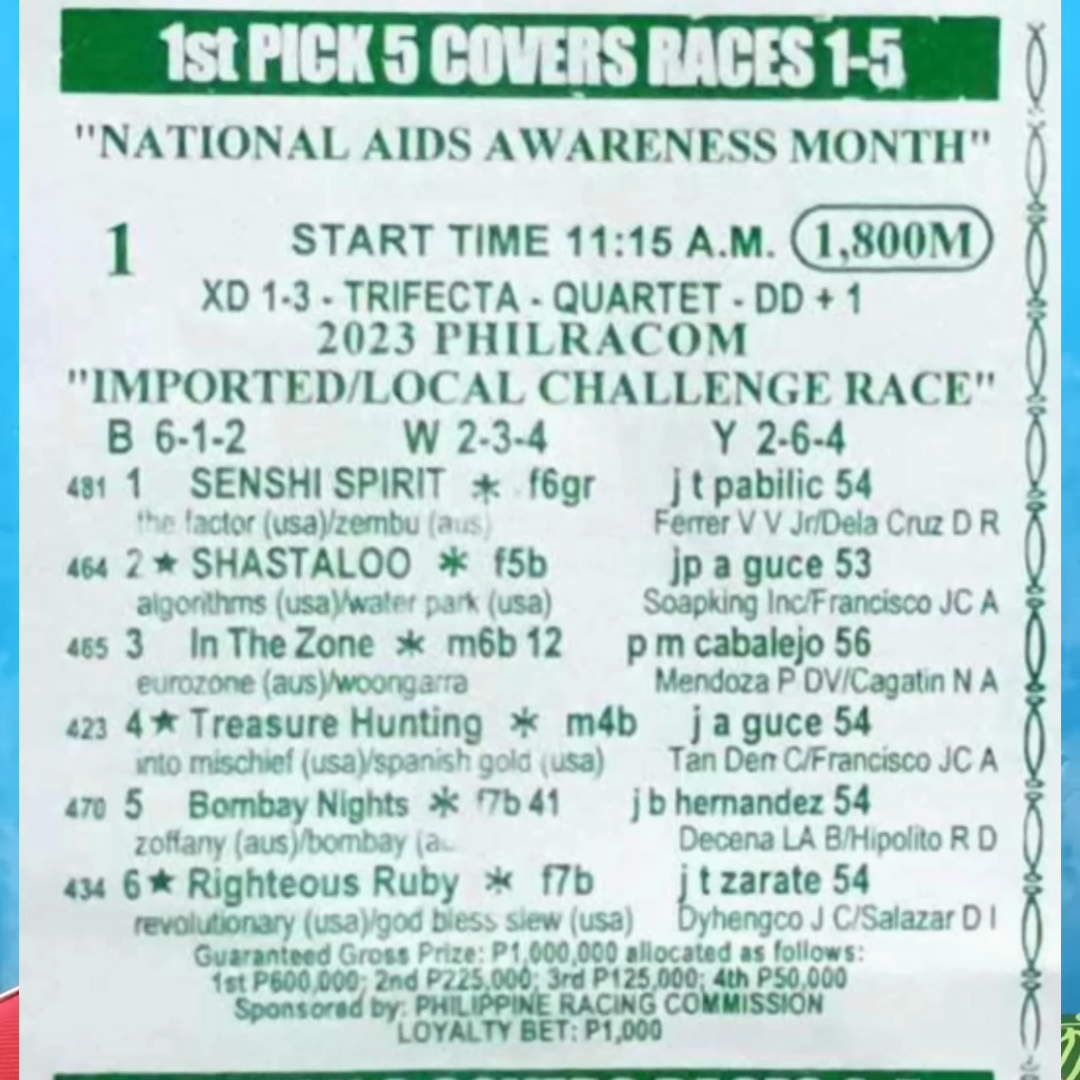 1st PICK 5 COVERS RACES 1-5
"NATIONAL AIDS AWARENESS MONTH"
1 START TIME 11:15 A.M. 1,800M
XD 1-3 - TRIFECTA - QUARTET - DD + 1
2023 PHILRACOM
"IMPORTED/LOCAL CHALLENGE RACE"
B 6-1-2 W 2-3-4 Y 2-6-4
481 1 SENSHI SPIRIT * f6gr j t pabilic 54
the factor (usa)/zembu (aus) Ferrer V V Jr/Dela Cruz D R
464 2★ SHASTALOO * f5b jp a guce 53
algorithms (usa)/water park (usa) Soapking Inc/Francisco JC A
465 3 In The Zone * m6b 12 p m cabalejo 56
eurozone (aus)/woongarra Mendoza P DV/Cagatin N A
423 4★ Treasure Hunting * m4b j a guce 54
into mischief (usa)/spanish gold (usa) Tan Den C/Francisco JC A
470 5 Bombay Nights * f7b 41 j b hernandez 54
zoffany (aus)/bombay Decena LA B/Hipolito R D
434 6★ Righteous Ruby * f7b j t zarate 54
revolutionary (usa)/god bless slew (usa) Dyhengco J C/Salazar D I
Guaranteed Gross Prize: P1,000,000 allocated as follows:
1st P600,000; 2nd P225,000; 3rd P125,000; 4th P50,000
Sponsored by: PHILIPPINE RACING COMMISSION
LOYALTY BET: P1,000